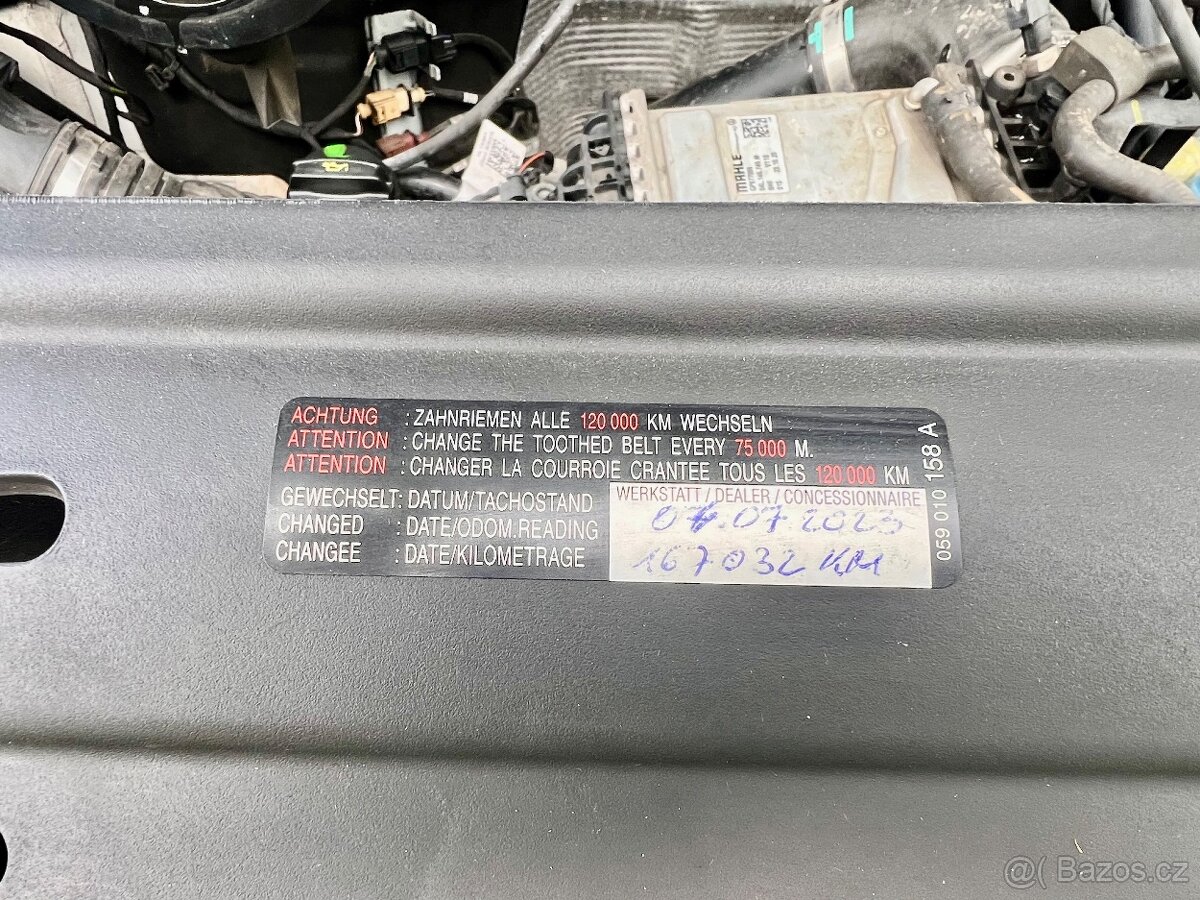 MAHLE
ACHTUNG : ZAHNRIEMEN ALLE 120 000 KM WECHSELN
ATTENTION : CHANGE THE TOOTHED BELT EVERY 75 000 M.
ATTENTION : CHANGER LA COURROIE CRANTEE TOUS LES 120 000 KM
GEWECHSELT: DATUM/TACHOSTAND
CHANGED : DATE/ODOM.READING
CHANGEE : DATE/KILOMETRAGE
WERKSTATT / DEALER / CONCESSIONNAIRE
07.07 2023
167032 KM
059 010 158 A
Bazos.cz